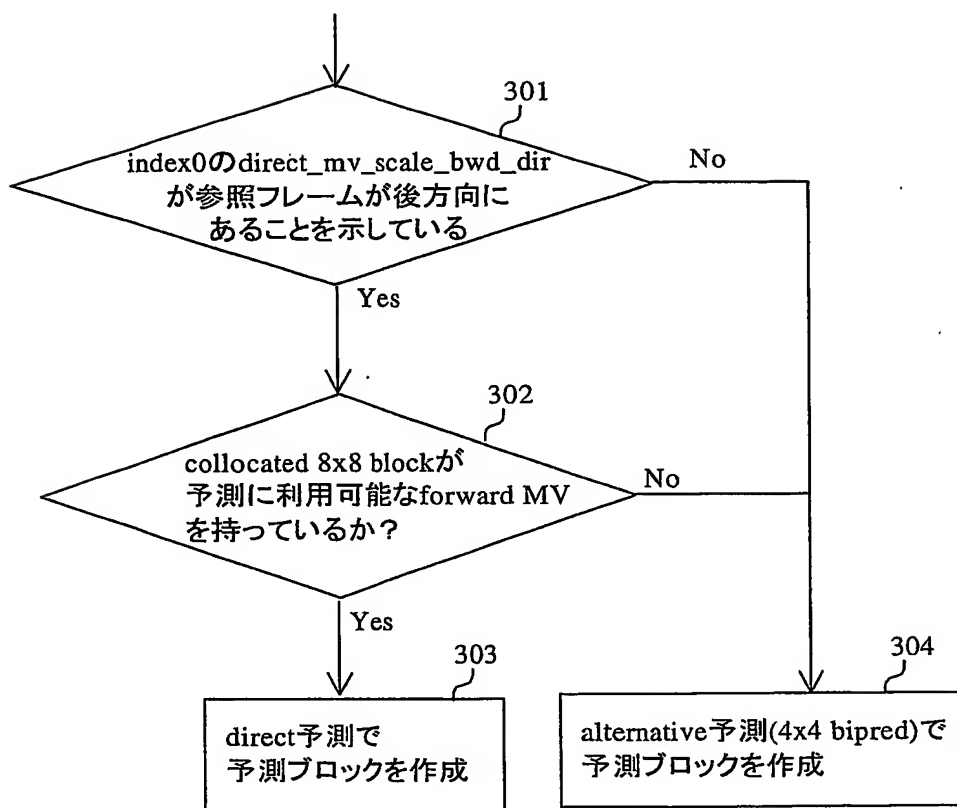 301
index0のdirect_mv_scale_bwd_dir
が参照フレームが後方向に
あることを示している
No
Yes
302
collocated 8x8 blockが
予測に利用可能なforward MV
を持っているか？
No
Yes
303
direct予測で
予測ブロックを作成
304
alternative予測(4x4 bipred)で
予測ブロックを作成